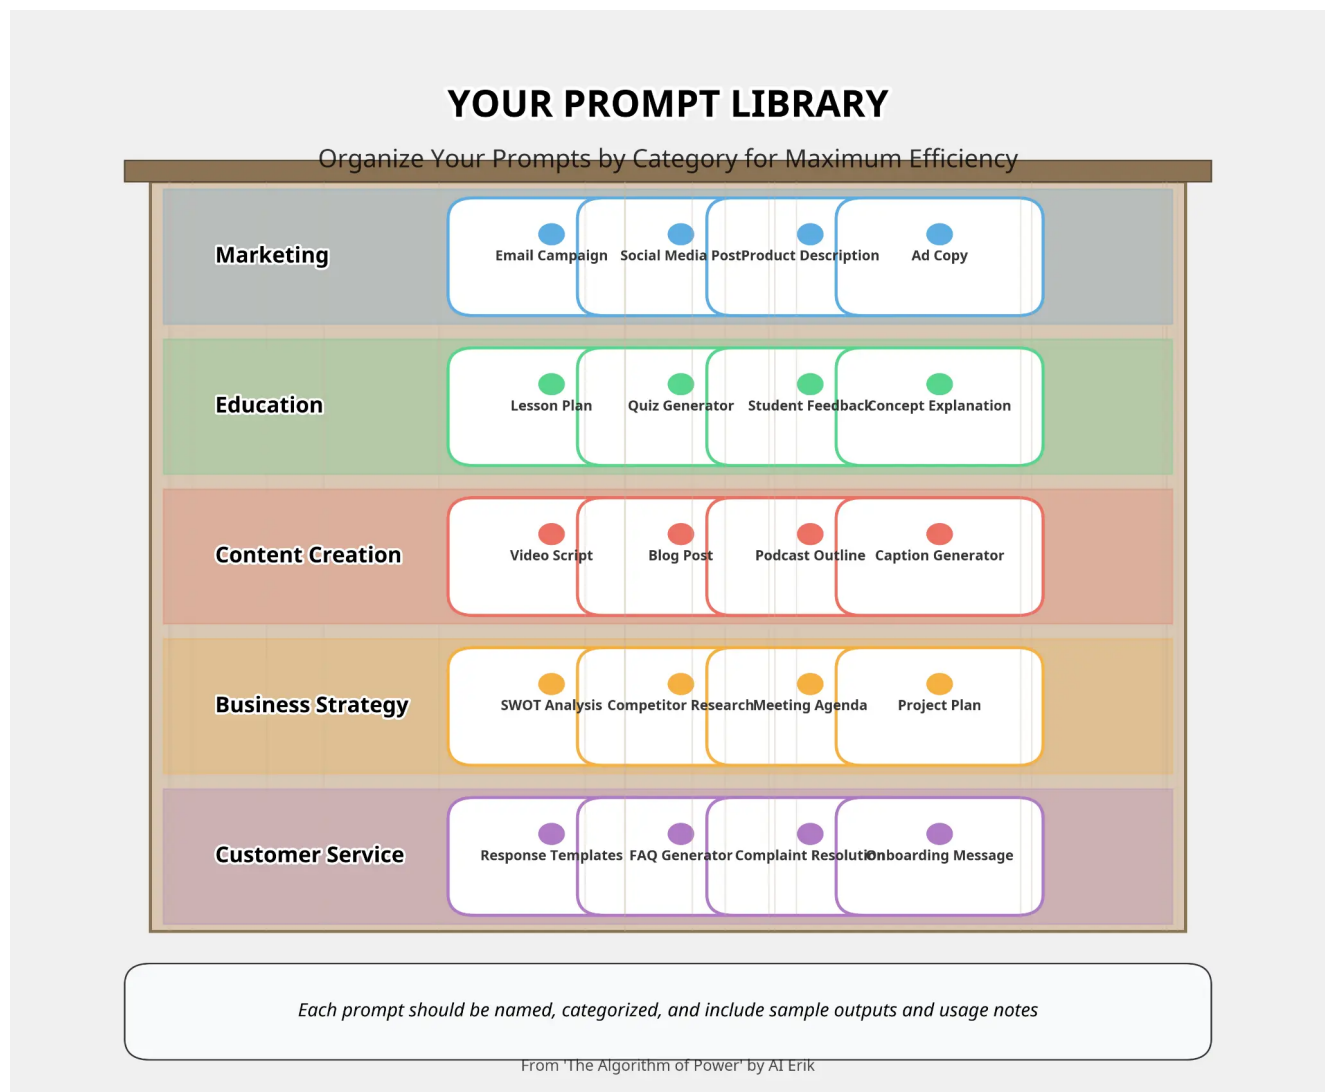 YOUR PROMPT LIBRARY
Organize Your Prompts by Category for Maximum Efficiency
Marketing
Email Campaign
Social Media Post
Product Description
Ad Copy
Education
Lesson Plan
Quiz Generator
Student Feedback
Concept Explanation
Content Creation
Video Script
Blog Post
Podcast Outline
Caption Generator
Business Strategy
SWOT Analysis
Competitor Research
Meeting Agenda
Project Plan
Customer Service
Response Templates
FAQ Generator
Complaint Resolution
Onboarding Message
Each prompt should be named, categorized, and include sample outputs and usage notes
From 'The Algorithm of Power' by AI Erik